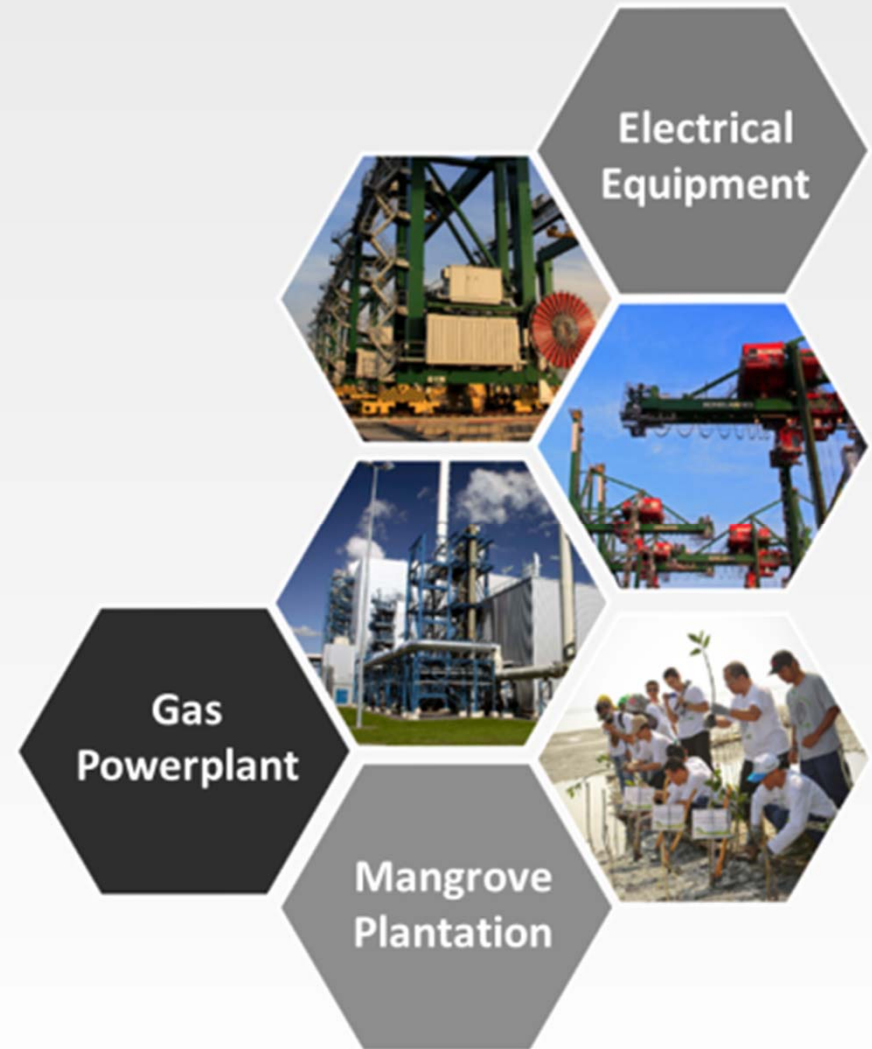 Electrical
Equipment
Gas
Powerplant
Mangrove
Plantation